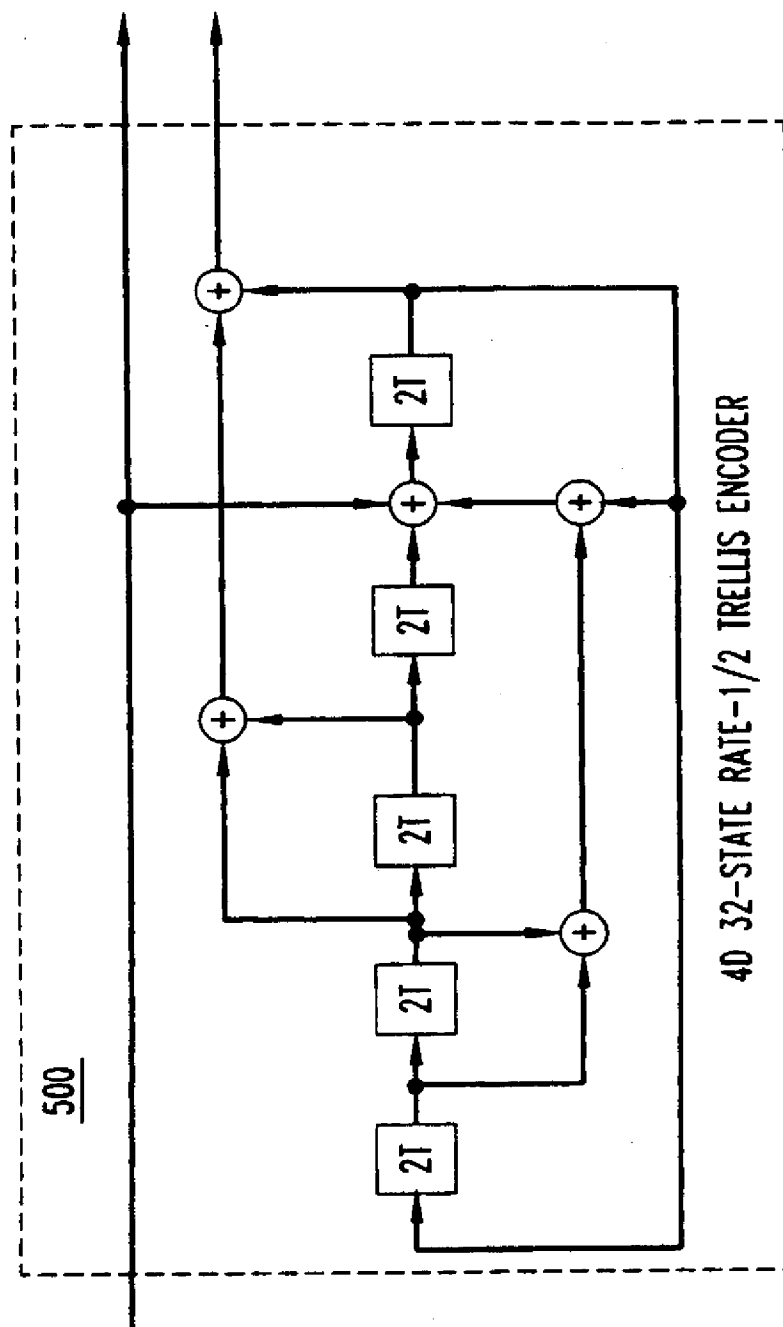 500
2T
2T
2T
2T
2T
+
+
+
+
+
4D 32-STATE RATE-1/2 TRELLIS ENCODER